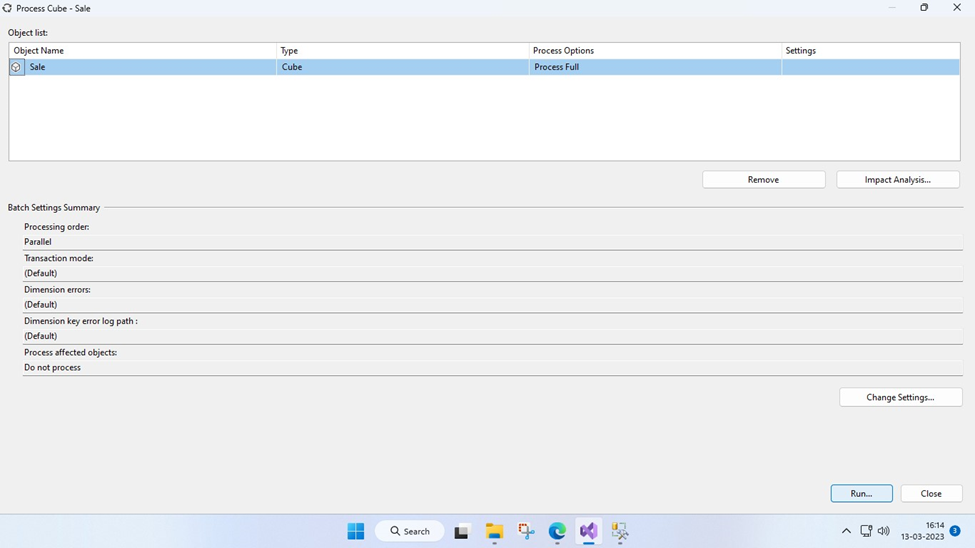 Process Cube - Sale
Object list:
Object Name Type Process Options Settings
Sale Cube Process Full
Remove Impact Analysis...
Batch Settings Summary
Processing order:
Parallel
Transaction mode:
(Default)
Dimension errors:
(Default)
Dimension key error log path :
(Default)
Process affected objects:
Do not process
Change Settings...
Run... Close
Search
16:14
13-03-2023
3